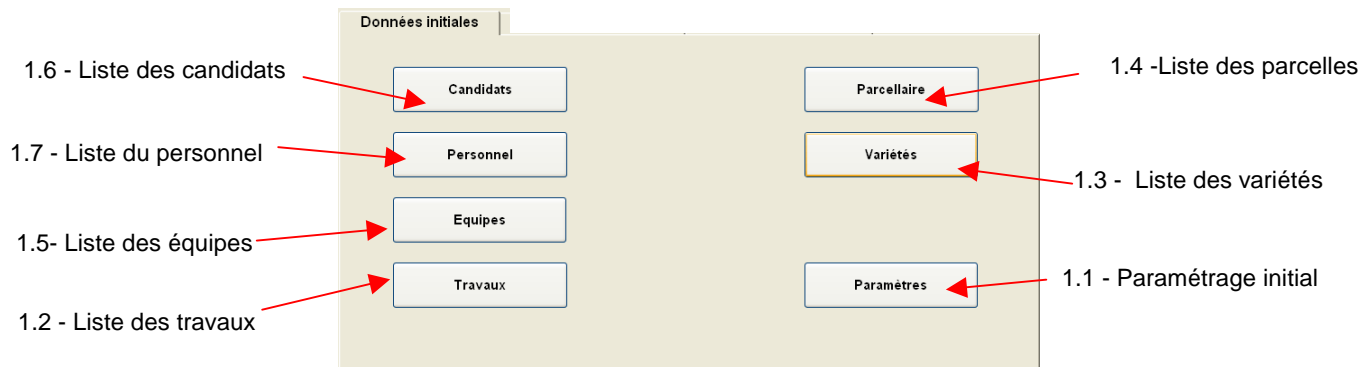 Données initiales
1.6 - Liste des candidats
Candidats
Parcellaire
1.4 -Liste des parcelles
1.7 - Liste du personnel
Personnel
Variétés
1.3 - Liste des variétés
Equipes
1.5- Liste des équipes
Travaux
Paramètres
1.1 - Paramétrage initial
1.2 - Liste des travaux